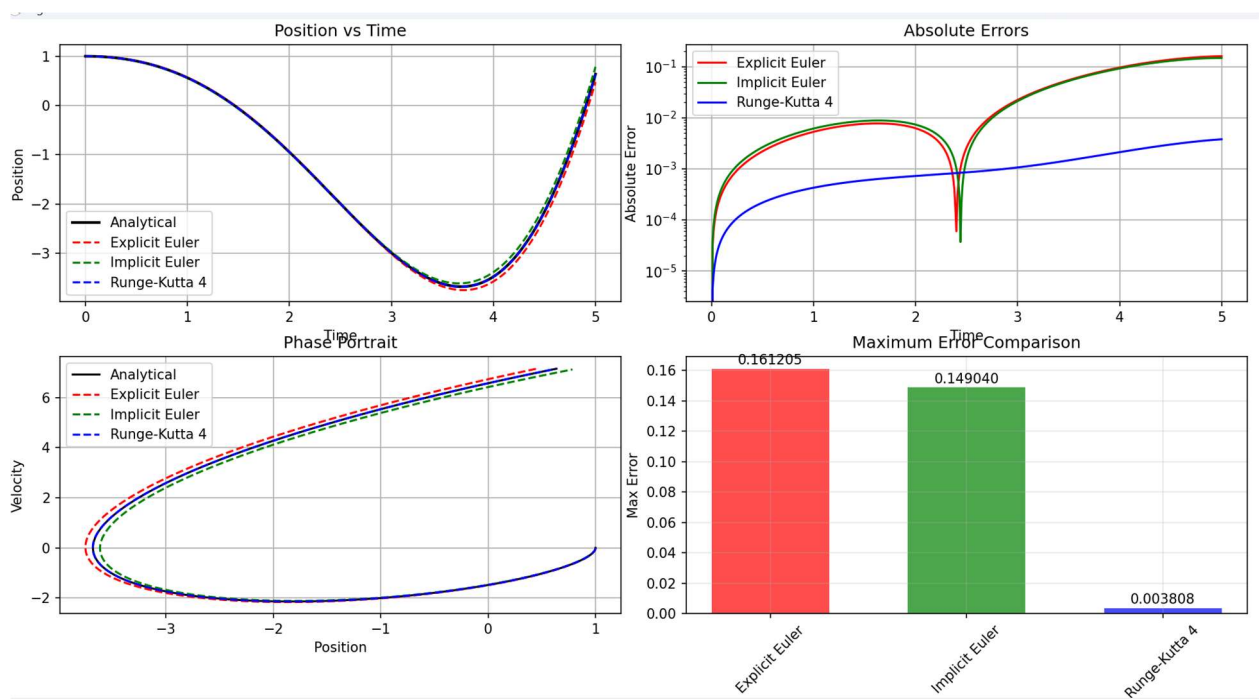 Position vs Time
1
0
−1
−2
−3
Position
Analytical
Explicit Euler
Implicit Euler
Runge-Kutta 4
0
1
2
3
4
5
Time
Absolute Errors
10⁻¹
10⁻²
10⁻³
10⁻⁴
10⁻⁵
Absolute Error
Explicit Euler
Implicit Euler
Runge-Kutta 4
0
1
2
3
4
5
Time
Phase Portrait
6
4
2
0
−2
Velocity
Analytical
Explicit Euler
Implicit Euler
Runge-Kutta 4
−3
−2
−1
0
1
Position
Maximum Error Comparison
0.16
0.14
0.12
0.10
0.08
0.06
0.04
0.02
0.00
Max Error
0.161205
0.149040
0.003808
Explicit Euler
Implicit Euler
Runge-Kutta 4